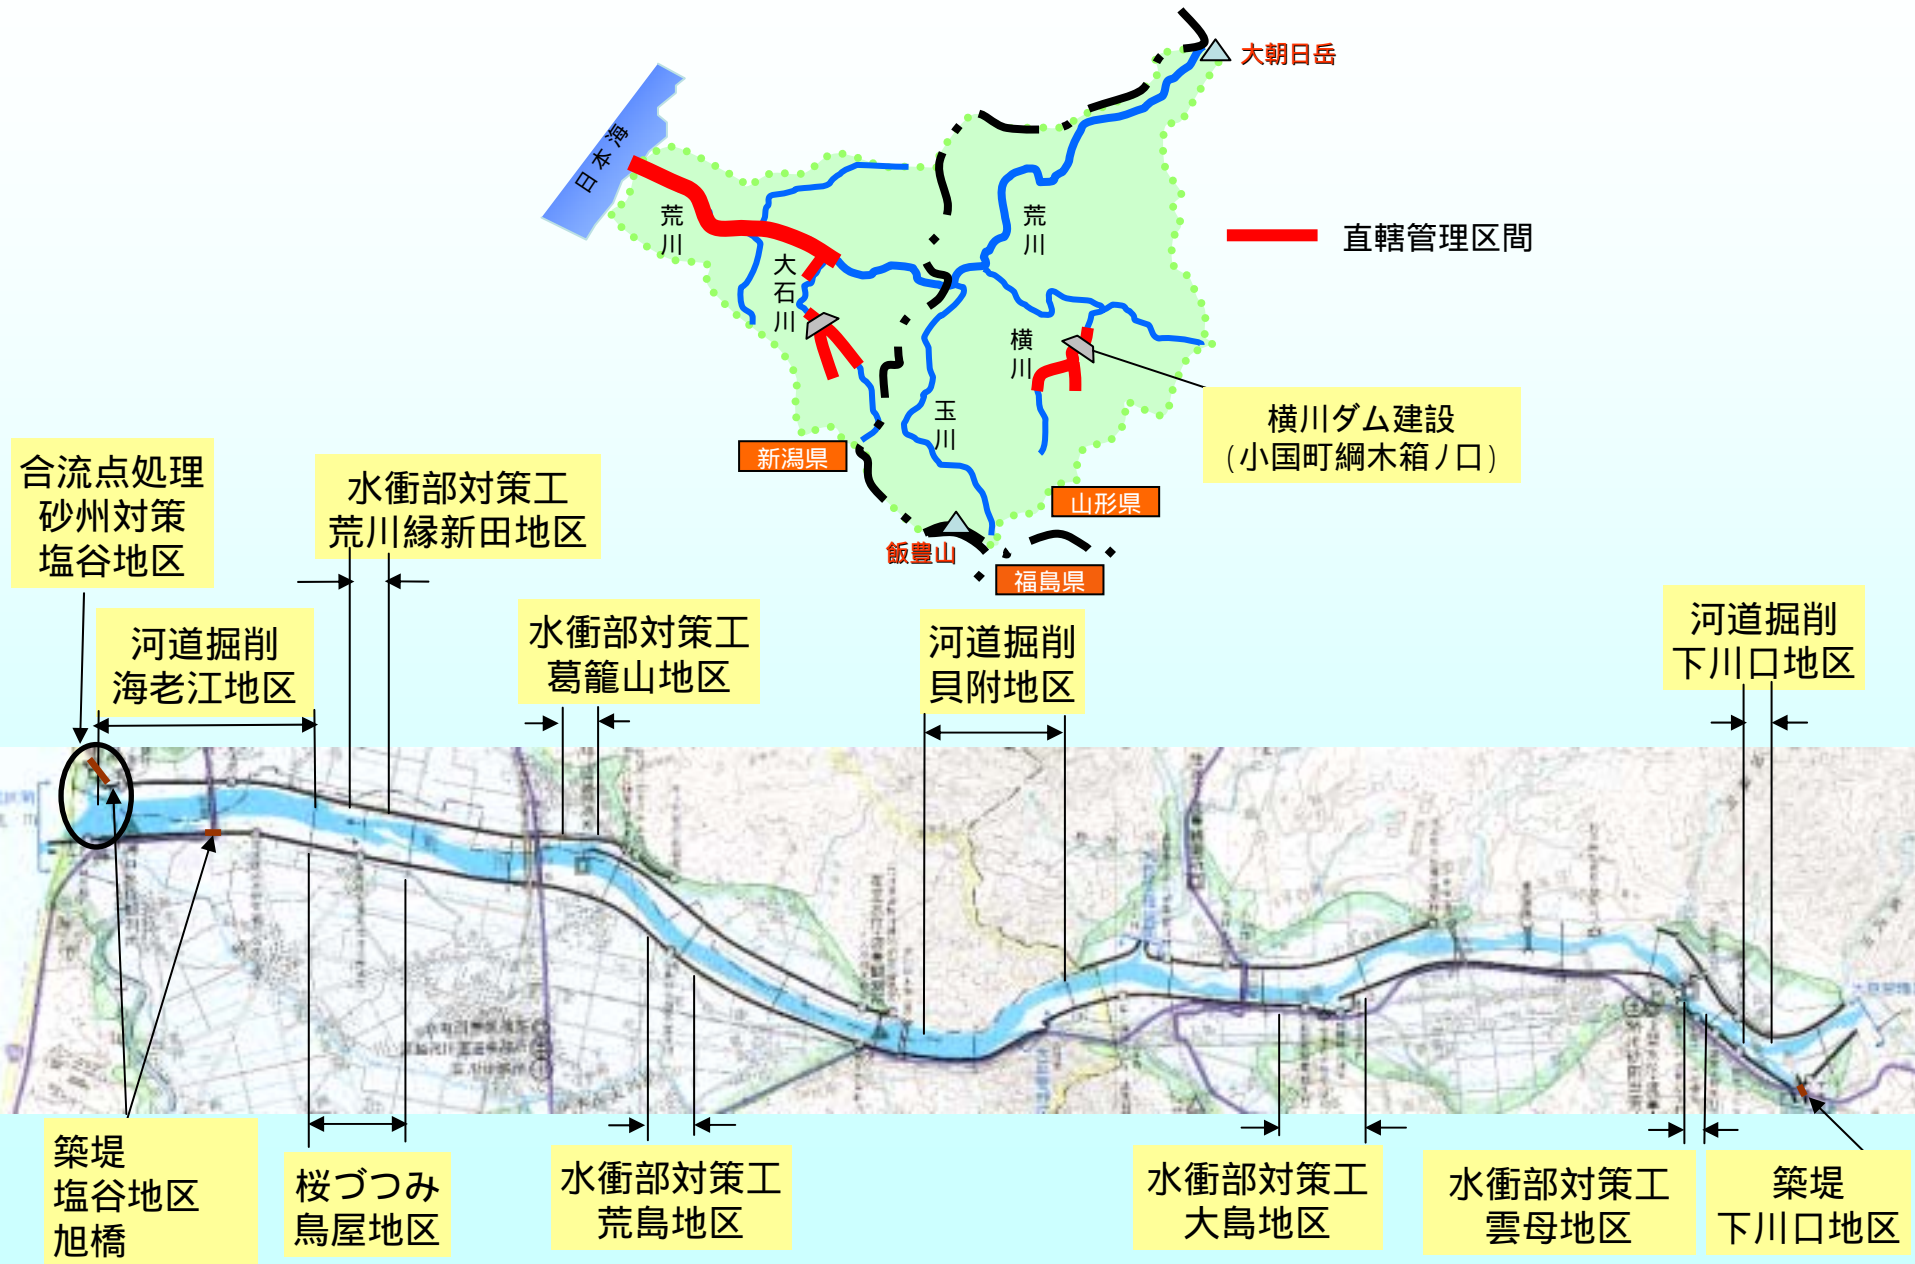 大朝日岳
日本海
荒川
荒川
直轄管理区間
大石川
横川
玉川
横川ダム建設
(小国町綱木箱ノ口)
新潟県
山形県
飯豊山
福島県
合流点処理
砂州対策
塩谷地区
水衝部対策工
荒川縁新田地区
河道掘削
海老江地区
水衝部対策工
葛籠山地区
河道掘削
貝附地区
河道掘削
下川口地区
築堤
塩谷地区
旭橋
桜づつみ
鳥屋地区
水衝部対策工
荒島地区
水衝部対策工
大島地区
水衝部対策工
雲母地区
築堤
下川口地区